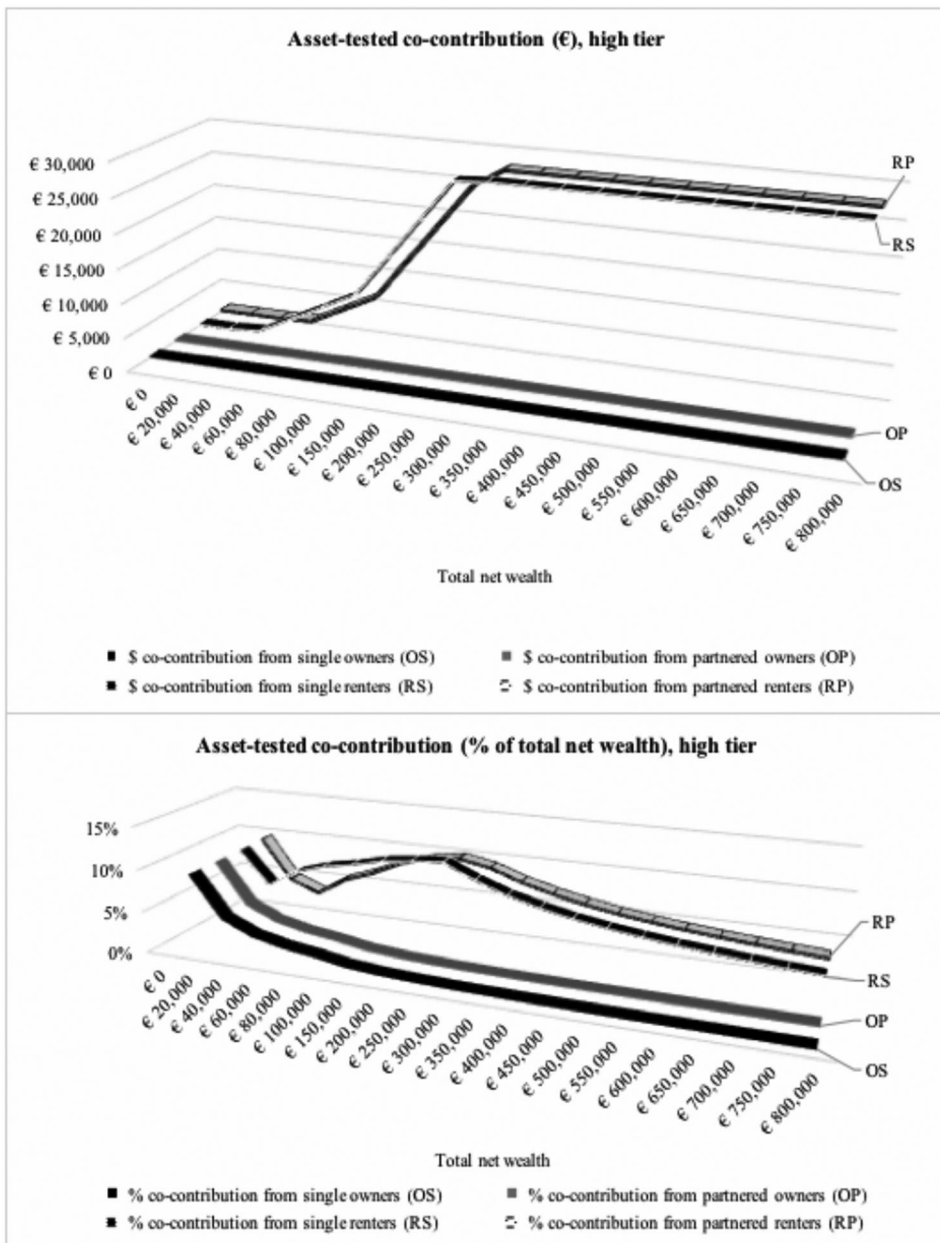 Asset-tested co-contribution (€), high tier
€ 30,000
€ 25,000
€ 20,000
€ 15,000
€ 10,000
€ 5,000
€ 0
RP
RS
OP
OS
€ 0
€ 20,000
€ 40,000
€ 60,000
€ 80,000
€ 100,000
€ 150,000
€ 200,000
€ 250,000
€ 300,000
€ 350,000
€ 400,000
€ 450,000
€ 500,000
€ 550,000
€ 600,000
€ 650,000
€ 700,000
€ 750,000
€ 800,000
Total net wealth
$ co-contribution from single owners (OS)
$ co-contribution from partnered owners (OP)
$ co-contribution from single renters (RS)
$ co-contribution from partnered renters (RP)
Asset-tested co-contribution (% of total net wealth), high tier
15%
10%
5%
0%
RP
RS
OP
OS
€ 0
€ 20,000
€ 40,000
€ 60,000
€ 80,000
€ 100,000
€ 150,000
€ 200,000
€ 250,000
€ 300,000
€ 350,000
€ 400,000
€ 450,000
€ 500,000
€ 550,000
€ 600,000
€ 650,000
€ 700,000
€ 750,000
€ 800,000
Total net wealth
% co-contribution from single owners (OS)
% co-contribution from partnered owners (OP)
% co-contribution from single renters (RS)
% co-contribution from partnered renters (RP)